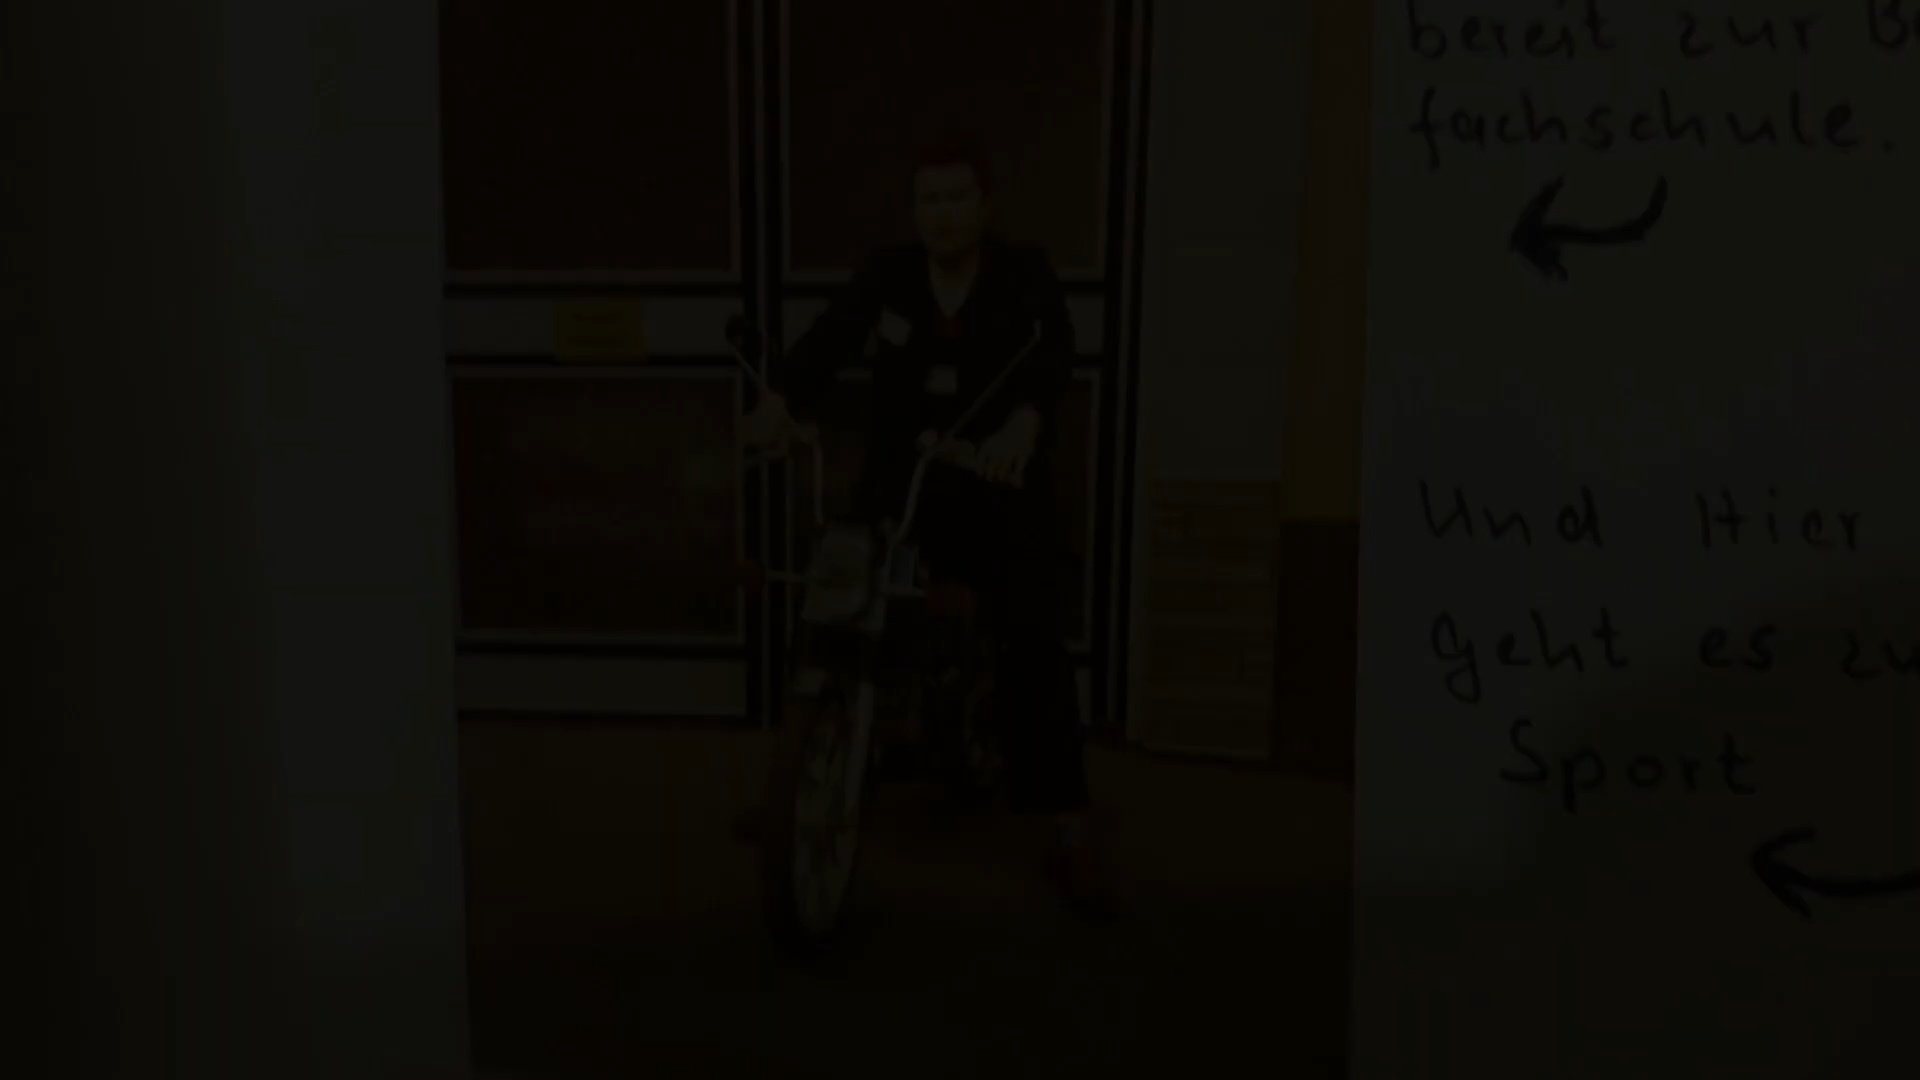 bereit zur
fachschule.
Und Hier
geht es
Sport